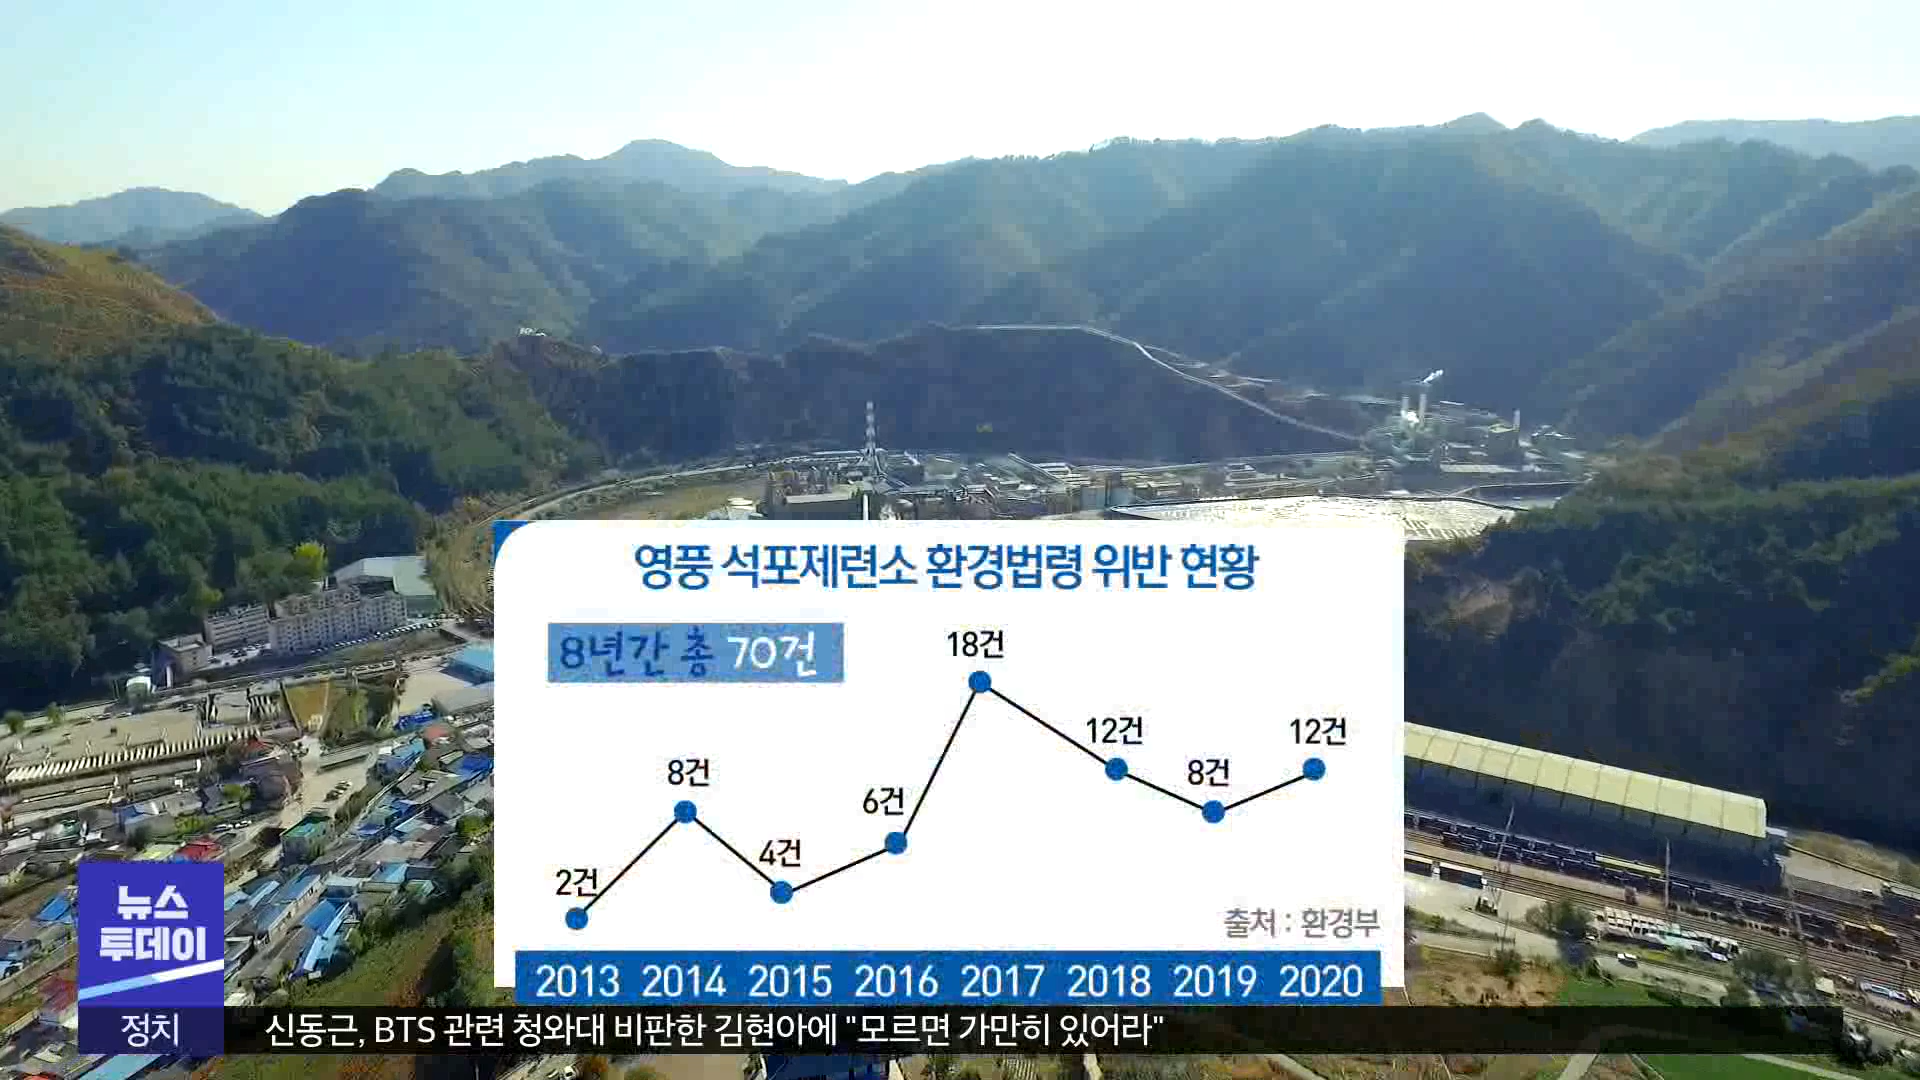 영풍 석포제련소 환경법령 위반 현황
8년간 총 70건
18건
12건
12건
8건
8건
6건
4건
2건
출처 : 환경부
2013 2014 2015 2016 2017 2018 2019 2020
뉴스
투데이
정치
신동근, BTS 관련 청와대 비판한 김현아에 "모르면 가만히 있어라"